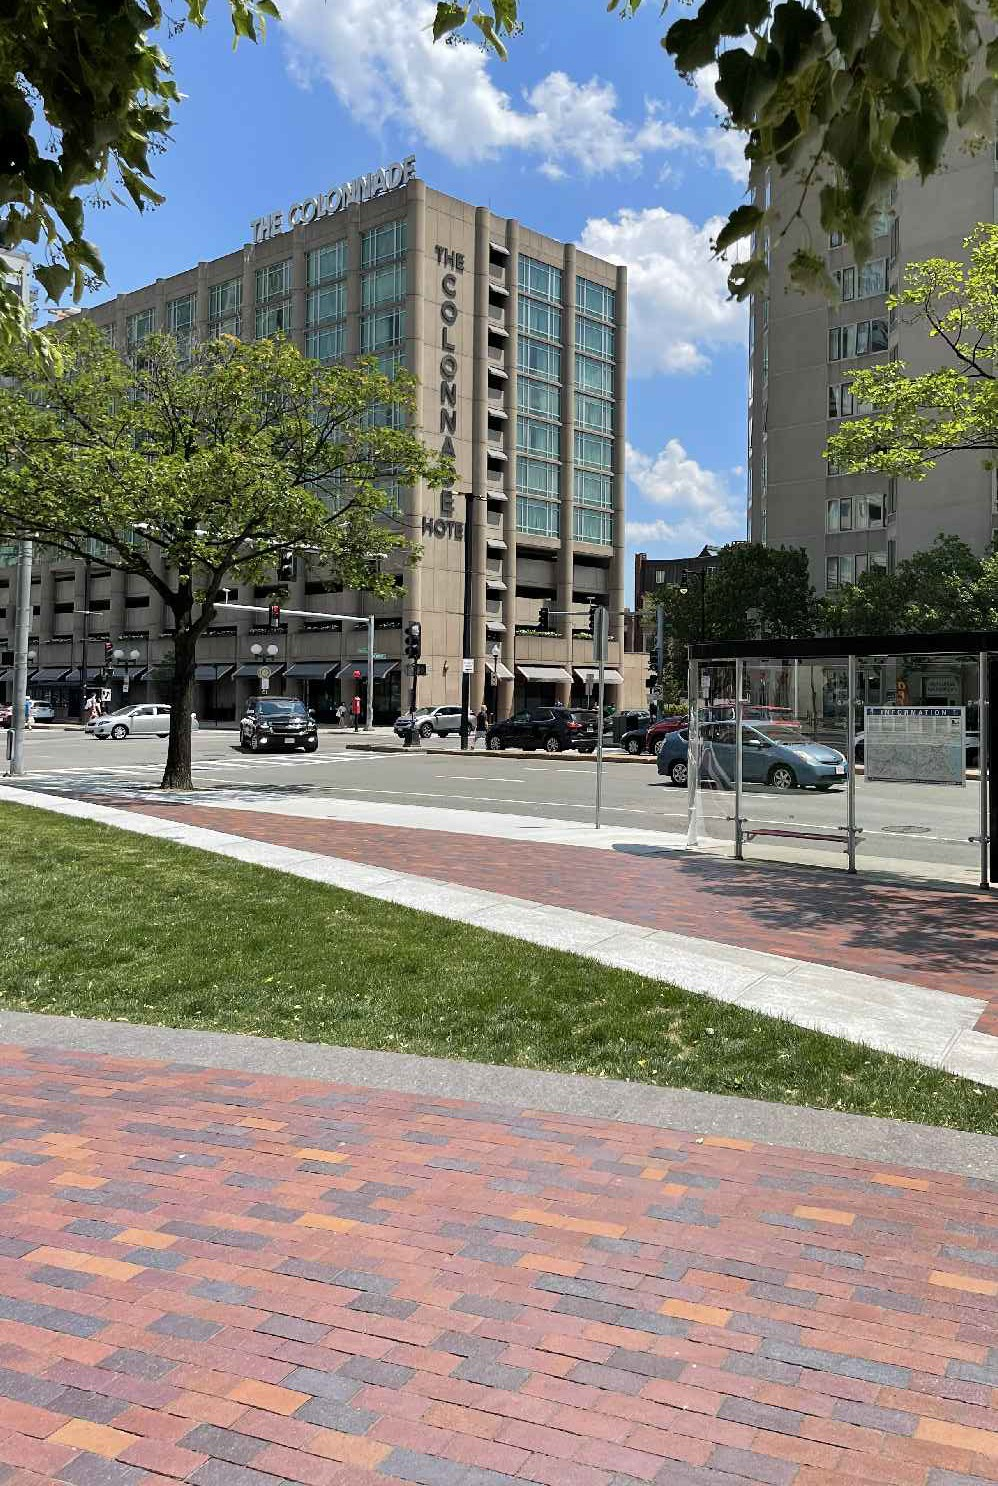 THE COLONNADE
THE
COLONNADE
HOTEL
INFORMATION